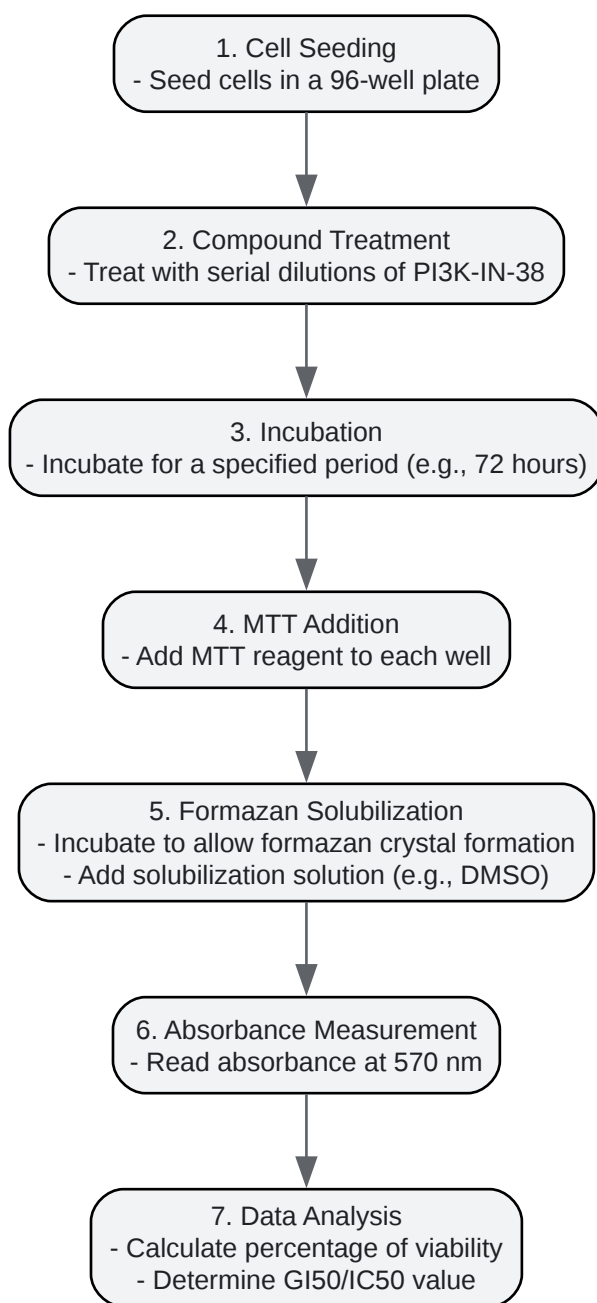 1. Cell Seeding
- Seed cells in a 96-well plate
2. Compound Treatment
- Treat with serial dilutions of PI3K-IN-38
3. Incubation
- Incubate for a specified period (e.g., 72 hours)
4. MTT Addition
- Add MTT reagent to each well
5. Formazan Solubilization
- Incubate to allow formazan crystal formation
- Add solubilization solution (e.g., DMSO)
6. Absorbance Measurement
- Read absorbance at 570 nm
7. Data Analysis
- Calculate percentage of viability
- Determine GI50/IC50 value